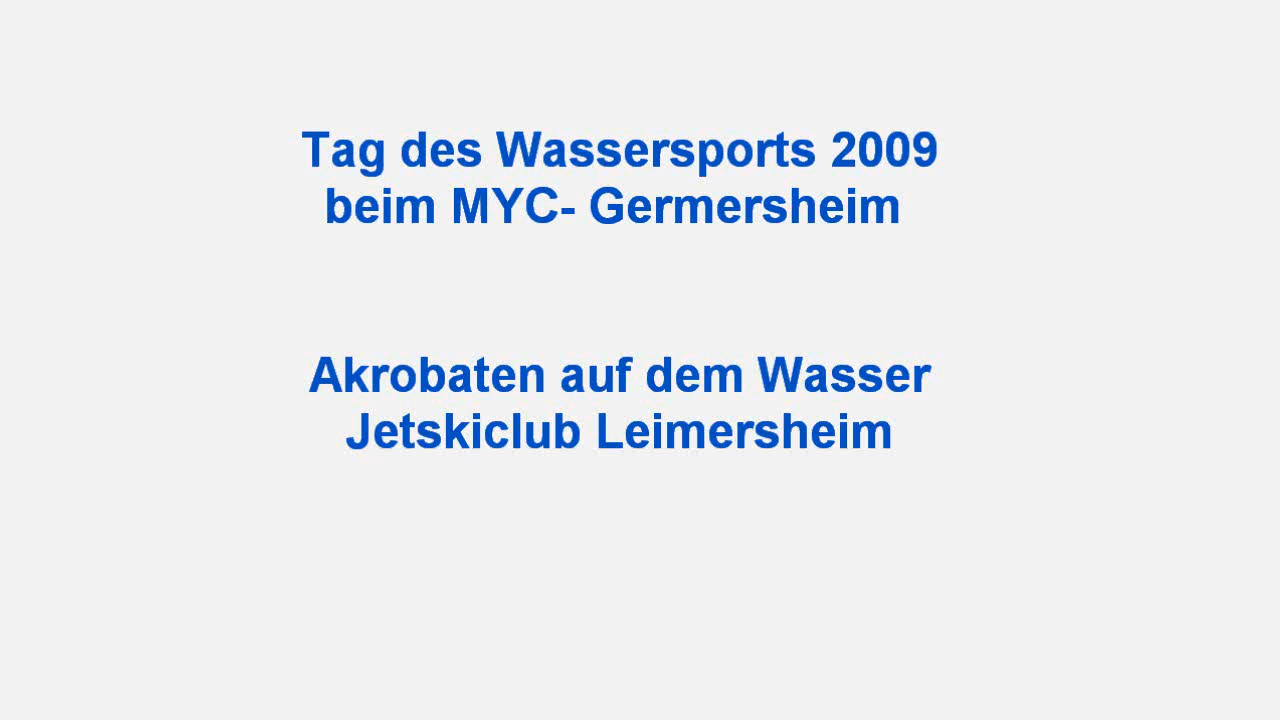 Tag des Wassersports 2009
beim MYC- Germersheim
Akrobaten auf dem Wasser
Jetskiclub Leimersheim